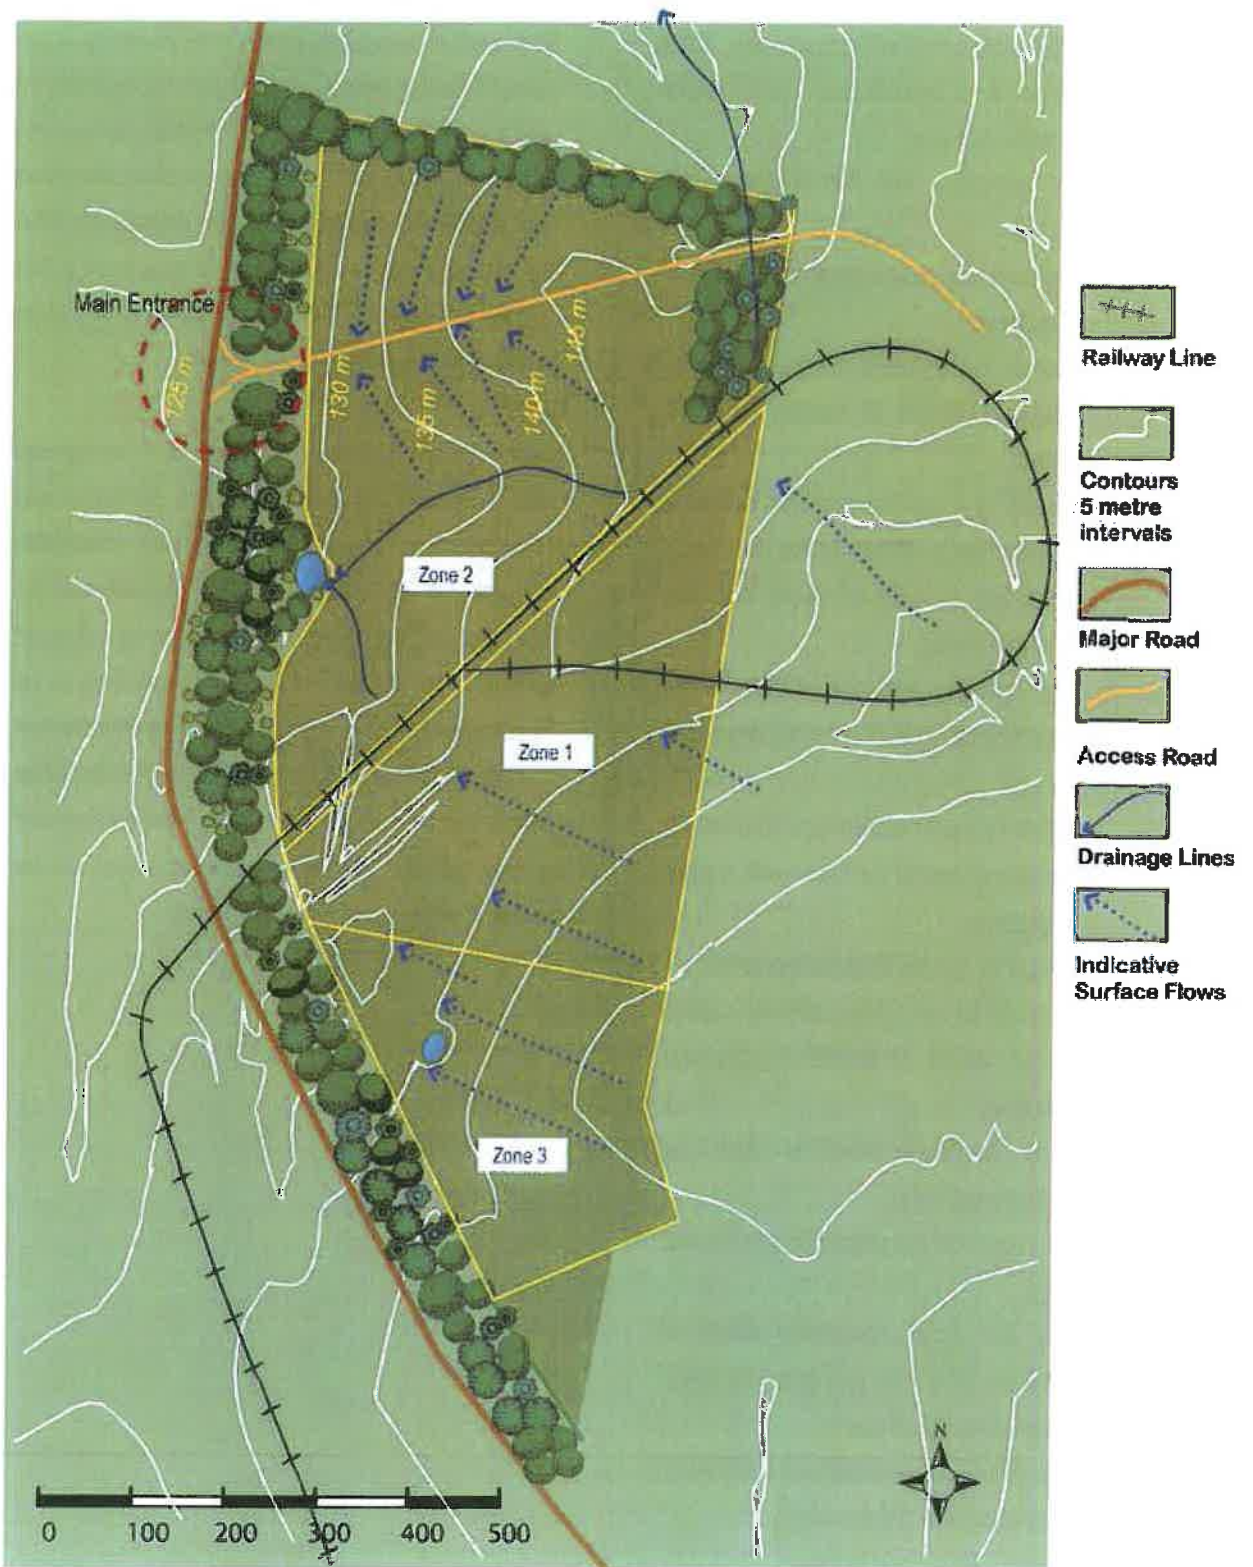 Main Entrance
125 m
130 m
135 m
140 m
145 m
Zone 2
Zone 1
Zone 3
N
0 100 200 300 400 500
Railway Line
Contours
5 metre
intervals
Major Road
Access Road
Drainage Lines
Indicative
Surface Flows